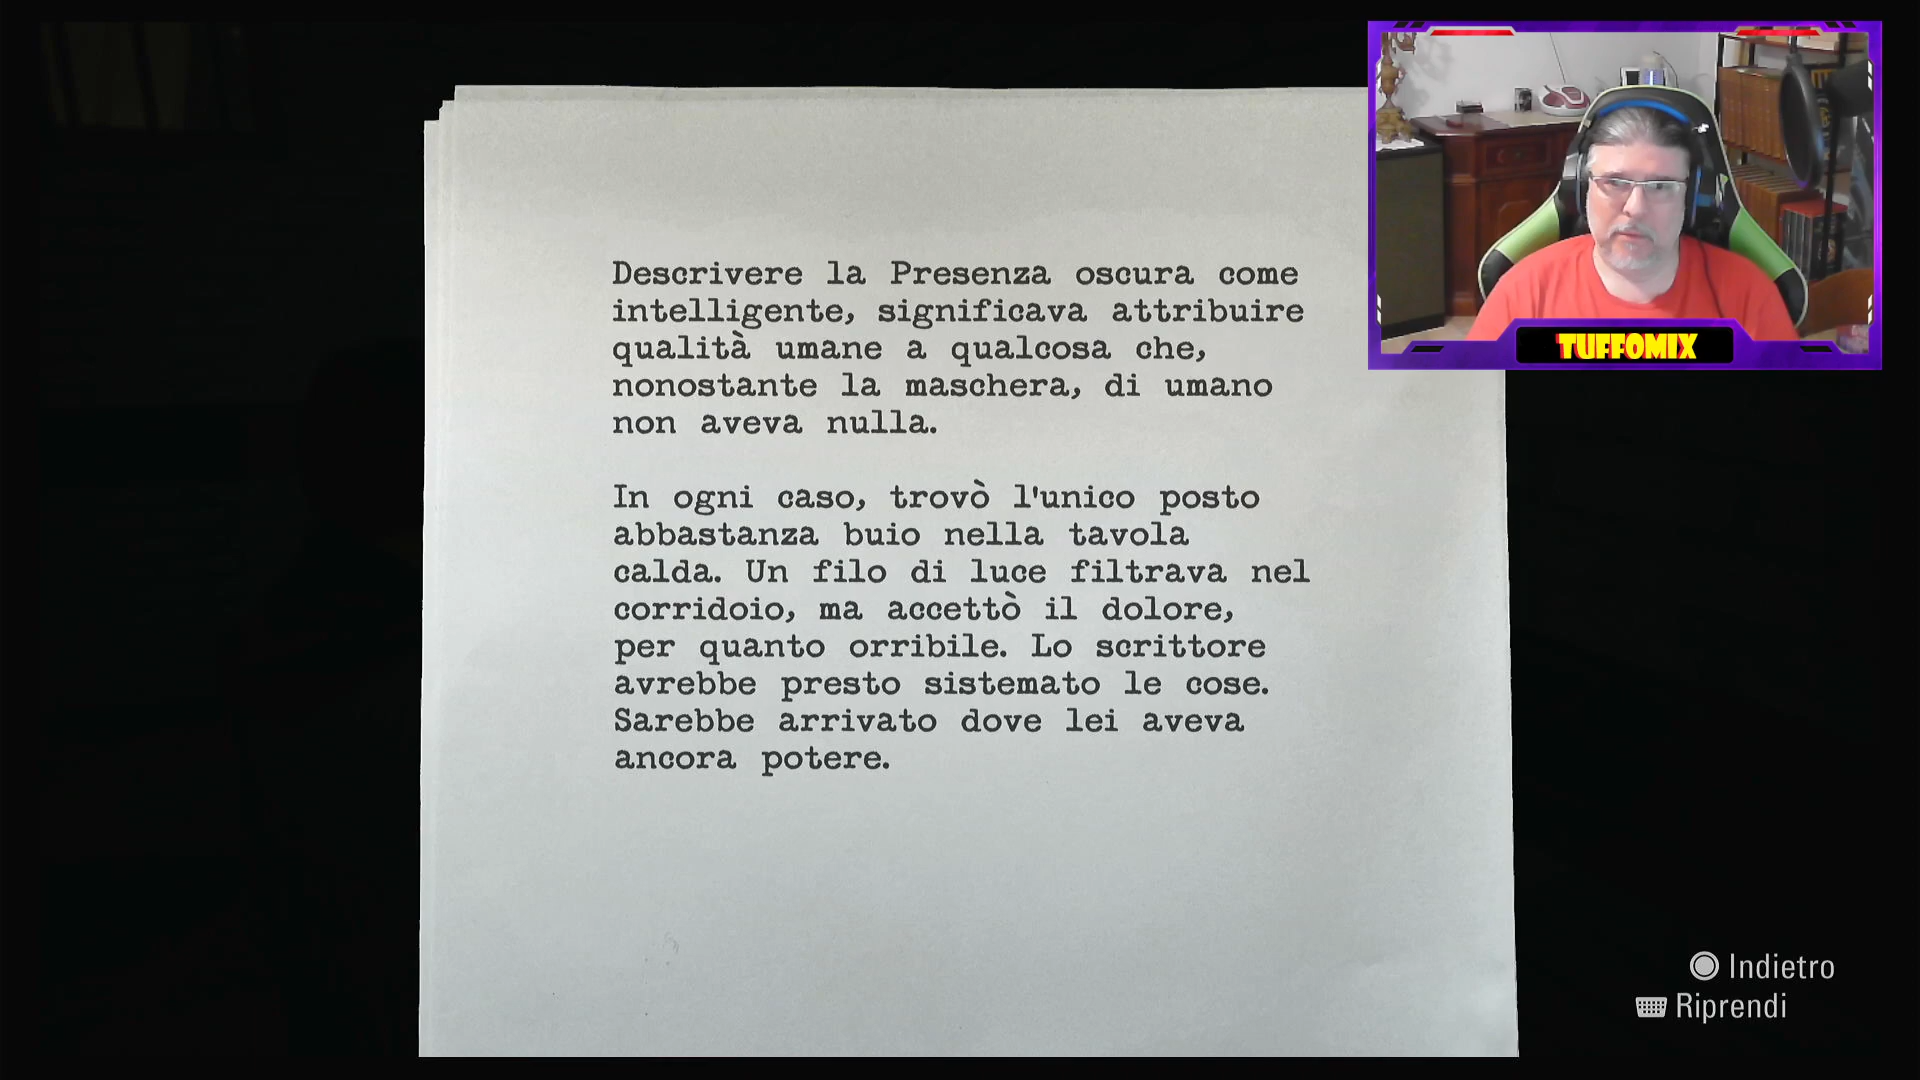 Descrivere la Presenza oscura come
intelligente, significava attribuire
qualità umane a qualcosa che,
nonostante la maschera, di umano
non aveva nulla.
In ogni caso, trovò l'unico posto
abbastanza buio nella tavola
calda. Un filo di luce filtrava nel
corridoio, ma accettò il dolore,
per quanto orribile. Lo scrittore
avrebbe presto sistemato le cose.
Sarebbe arrivato dove lei aveva
ancora potere.
TUFFOMIX
Indietro
Riprendi